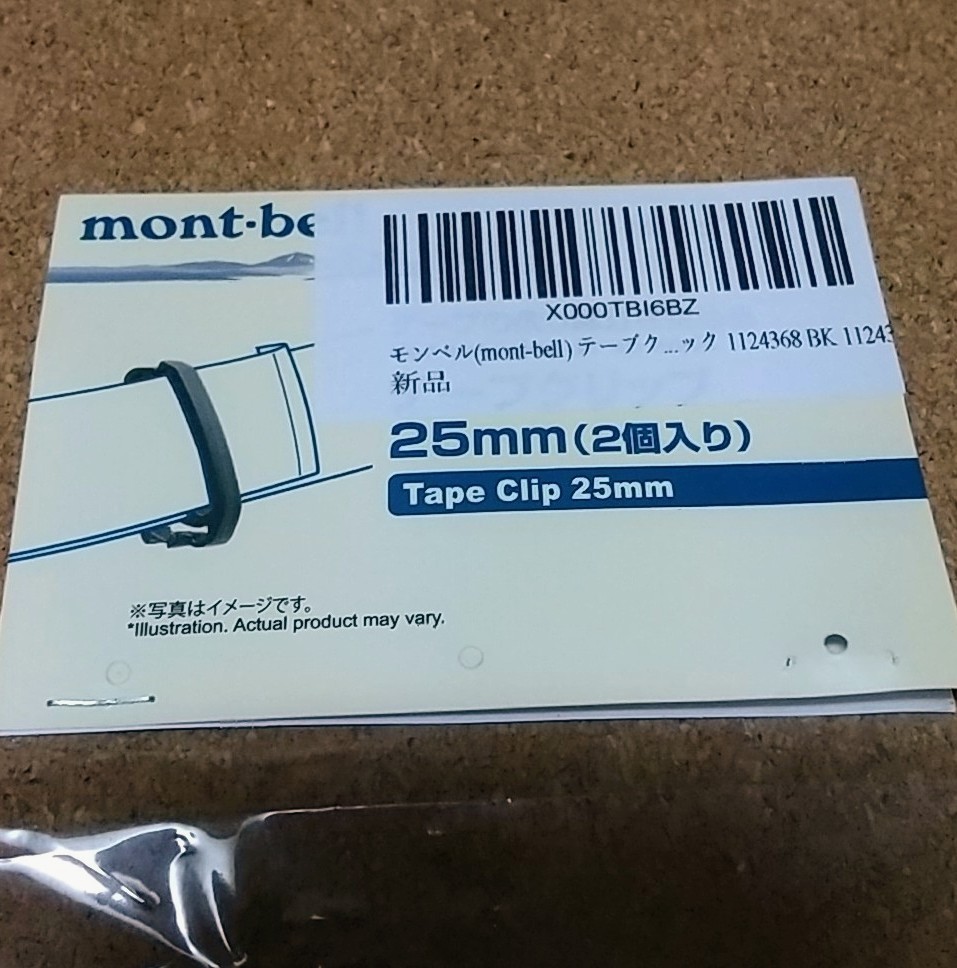 mont-be
X000TBI6BZ
モンベル(mont-bell) テープク...ック 1124368 BK 11243
新品
25mm(2個入り)
Tape Clip 25mm
※写真はイメージです。
*Illustration. Actual product may vary.